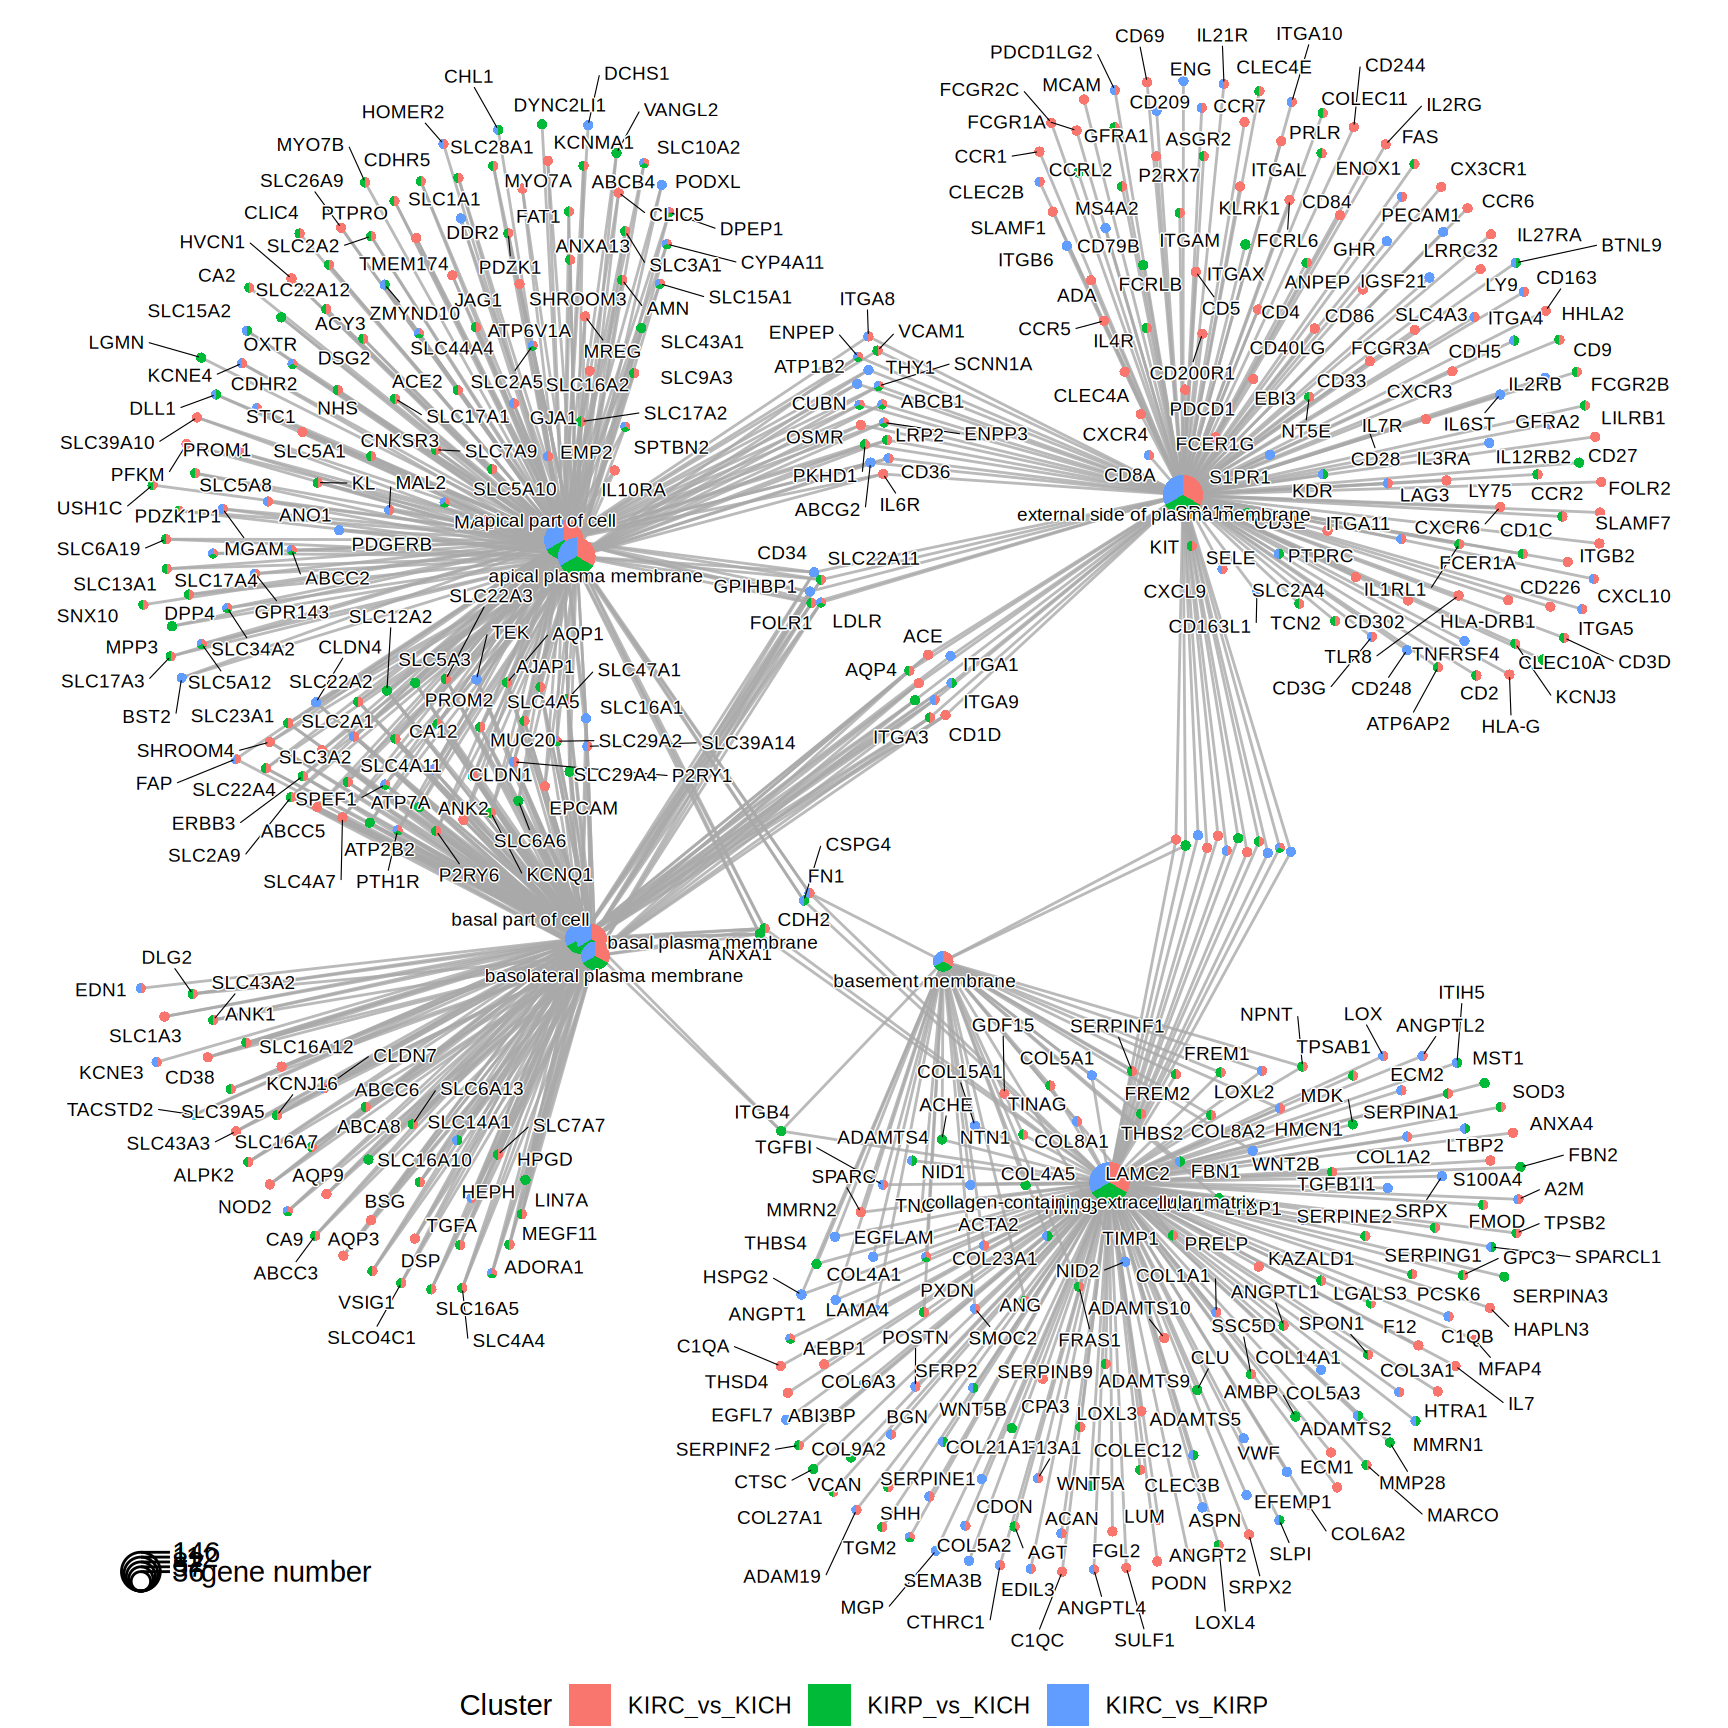 CD69 IL21R ITGA10
PDCD1LG2 ENG CLEC4E CD244
CHL1 DCHS1
FCGR2C MCAM CD209 CCR7 COLEC11 IL2RG
HOMER2 DYNC2LI1 VANGL2
FCGR1A GFRA1 ASGR2 PRLR FAS
MYO7B CDHR5 SLC28A1 KCNMA1 SLC10A2
CCR1 CCRL2 P2RX7 ITGAL ENOX1 CX3CR1
SLC26A9 SLC1A1 MYO7A ABCB4 PODXL
CLEC2B MS4A2 KLRK1 CD84 PECAM1 CCR6
CLIC4 PTPRO DDR2 FAT1 CLIC5 DPEP1
SLAMF1 CD79B ITGAM FCRL6 GHR LRRC32 IL27RA BTNL9
HVCN1 SLC2A2 TMEM174 PDZK1 ANXA13 SLC3A1 CYP4A11
ITGB6 FCRLB ITGAX ANPEP IGSF21 LY9 CD163
CA2 SLC22A12 ZMYND10 JAG1 SHROOM3 AMN SLC15A1
ADA CD5 CD4 CD86 SLC4A3 ITGA4 HHLA2
SLC15A2 ACY3 SLC44A4 ATP6V1A MREG SLC43A1
ITGA8 ENPEP VCAM1
CCR5 IL4R CD40LG FCGR3A CDH5 CD9
LGMN OXTR DSG2 ACE2 SLC2A5 SLC16A2 SLC9A3
ATP1B2 THY1 SCNN1A
KCNE4 CDHR2 NHS SLC17A1 GJA1 SLC17A2
CLEC4A CD200R1 CD33 CXCR3 IL2RB FCGR2B
DLL1 STC1 CNKSR3 SLC7A9 EMP2 SPTBN2
CUBN ABCB1
PDCD1 EBI3 NT5E IL7R IL6ST GFRA2 LILRB1
SLC39A10 PROM1 SLC5A1
OSMR LRP2 ENPP3
CXCR4 FCER1G CD28 IL3RA IL12RB2 CD27
PFKM SLC5A8 KL MAL2 SLC5A10 IL10RA
PKHD1 CD36
CD8A S1PR1 KDR LAG3 LY75 CCR2 FOLR2
USH1C PDZK1P1 ANO1 apical part of cell
ABCG2 IL6R
external side of plasma membrane CD3E ITGA11 CXCR6 CD1C SLAMF7
SLC6A19 MGAM PDGFRB
CD34 SLC22A11
KIT SELE PTPRC FCER1A ITGB2
SLC13A1 SLC17A4 ABCC2 apical plasma membrane
GPIHBP1
CXCL9 SLC2A4 IL1RL1 CD226 CXCL10
SNX10 DPP4 GPR143 SLC12A2 SLC22A3
FOLR1 LDLR
CD163L1 TCN2 CD302 HLA-DRB1 ITGA5
MPP3 SLC34A2 CLDN4 TEK AQP1
ACE
TLR8 TNFRSF4 CLEC10A CD3D
SLC17A3 SLC5A12 SLC22A2 SLC5A3 AJAP1 SLC47A1
AQP4 ITGA1
CD3G CD248 CD2 KCNJ3
BST2 SLC23A1 SLC2A1 PROM2 SLC4A5 SLC16A1
ITGA9
ATP6AP2 HLA-G
SHROOM4 SLC3A2 CA12 MUC20 SLC29A2 SLC39A14
ITGA3 CD1D
FAP SLC22A4 SPEF1 SLC4A11 CLDN1 SLC29A4 P2RY1
ERBB3 ABCC5 ATP7A ANK2 EPCAM
SLC2A9 ATP2B2 SLC6A6
CSPG4
SLC4A7 PTH1R P2RY6 KCNQ1
FN1
basal part of cell CDH2
basal plasma membrane
ANXA1
basolateral plasma membrane
basement membrane
DLG2
EDN1 SLC43A2
ITIH5
ANK1
GDF15 SERPINF1 NPNT LOX ANGPTL2
SLC1A3 SLC16A12 CLDN7
COL5A1 FREM1 TPSAB1 MST1
KCNE3 CD38 KCNJ16 ABCC6 SLC6A13
COL15A1 FREM2 LOXL2 MDK ECM2 SOD3
TACSTD2 SLC39A5 ABCA8 SLC14A1 SLC7A7
ITGB4 ACHE TINAG SERPINA1 ANXA4
SLC43A3 SLC16A7
TGFBI ADAMTS4 NTN1 COL8A1 THBS2 COL8A2 HMCN1 LTBP2
ALPK2 AQP9 SLC16A10 HPGD
SPARC NID1 COL4A5 LAMC2 FBN1 WNT2B COL1A2 FBN2
NOD2 BSG HEPH LIN7A
TGFB1I1 S100A4 A2M
MMRN2 collagen-containing extracellular matrix SERPINE2 SRPX FMOD TPSB2
CA9 AQP3 TGFA MEGF11
THBS4 EGFLAM ACTA2 TIMP1 PRELP
ABCC3 DSP ADORA1
HSPG2 COL4A1 COL23A1 NID2 COL1A1 KAZALD1 SERPING1 GPC3 SPARCL1
VSIG1 SLC16A5
ANGPT1 LAMA4 PXDN ANG ADAMTS10 ANGPTL1 LGALS3 PCSK6 SERPINA3
SLCO4C1 SLC4A4
C1QA AEBP1 POSTN SMOC2 FRAS1 SSC5D SPON1 F12 C1QB HAPLN3
THSD4 COL6A3 SFRP2 SERPINB9 ADAMTS9 CLU COL14A1 COL3A1 MFAP4
EGFL7 ABI3BP BGN WNT5B CPA3 LOXL3 ADAMTS5 AMBP COL5A3 HTRA1 IL7
SERPINF2 COL9A2 COL21A1 F13A1 COLEC12 VWF ADAMTS2 MMRN1
CTSC VCAN SERPINE1 WNT5A CLEC3B ECM1 MMP28
COL27A1 SHH CDON ACAN LUM ASPN EFEMP1 MARCO
TGM2 COL5A2 AGT FGL2 ANGPT2 SLPI COL6A2
ADAM19 SEMA3B EDIL3 PODN SRPX2
MGP CTHRC1 ANGPTL4 LOXL4
C1QC SULF1
146
36 gene number
Cluster KIRC_vs_KICH KIRP_vs_KICH KIRC_vs_KIRP